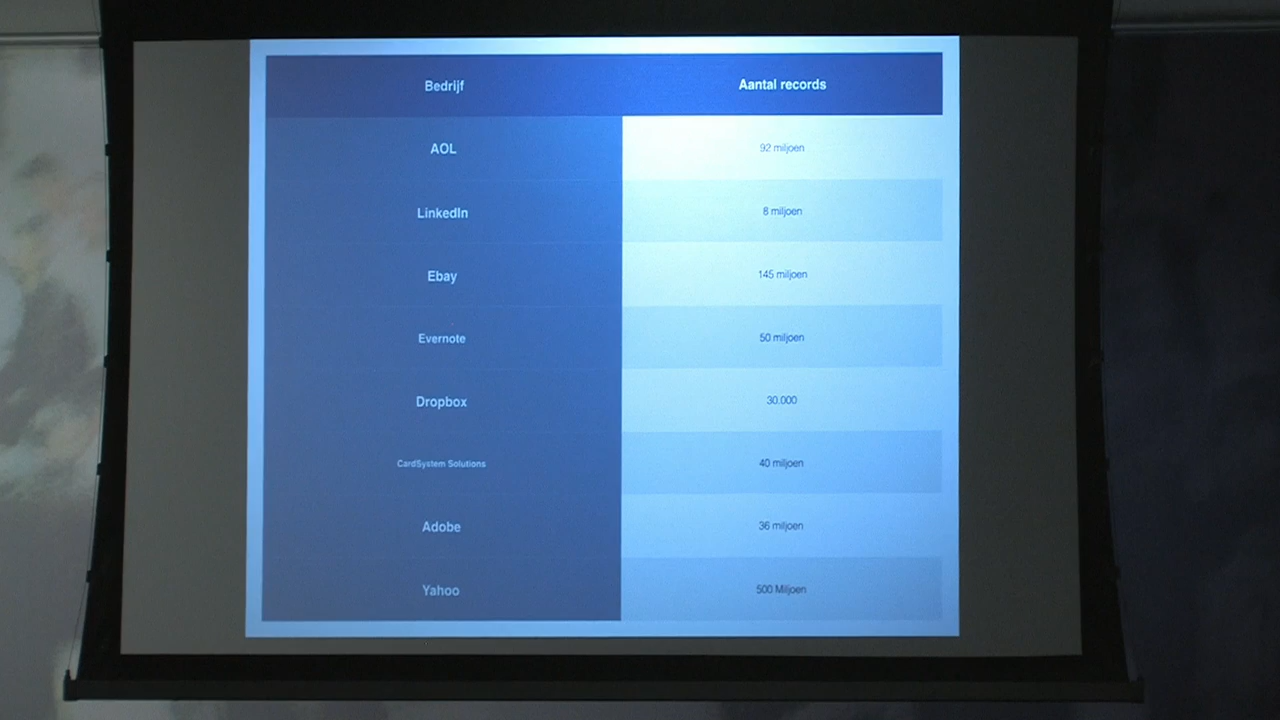 Bedrijf Aantal records
AOL 92 miljoen
LinkedIn 8 miljoen
Ebay 145 miljoen
Evernote 50 miljoen
Dropbox 30.000
CardSystem Solutions 40 miljoen
Adobe 36 miljoen
Yahoo 500 Miljoen